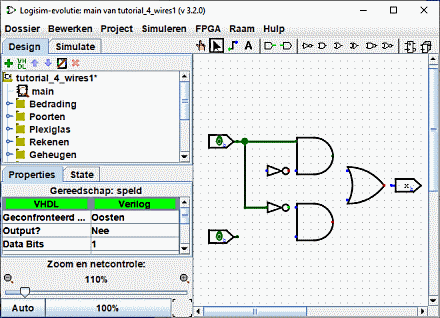 Logisim-evolutie: main van tutorial_4_wires1 (v 3.2.0)
Dossier Bewerken Project Simuleren FPGA Raam Hulp
Design Simulate
A
VH DL
tutorial_4_wires1*
main
Bedrading
Poorten
Plexiglas
Rekenen
Geheugen
Properties State
Gereedschap: speld
VHDL Verilog
Geconfronteerd ... Oosten
Output? Nee
Data Bits 1
Zoom en netcontrole:
110%
Auto 100%
0
x
0